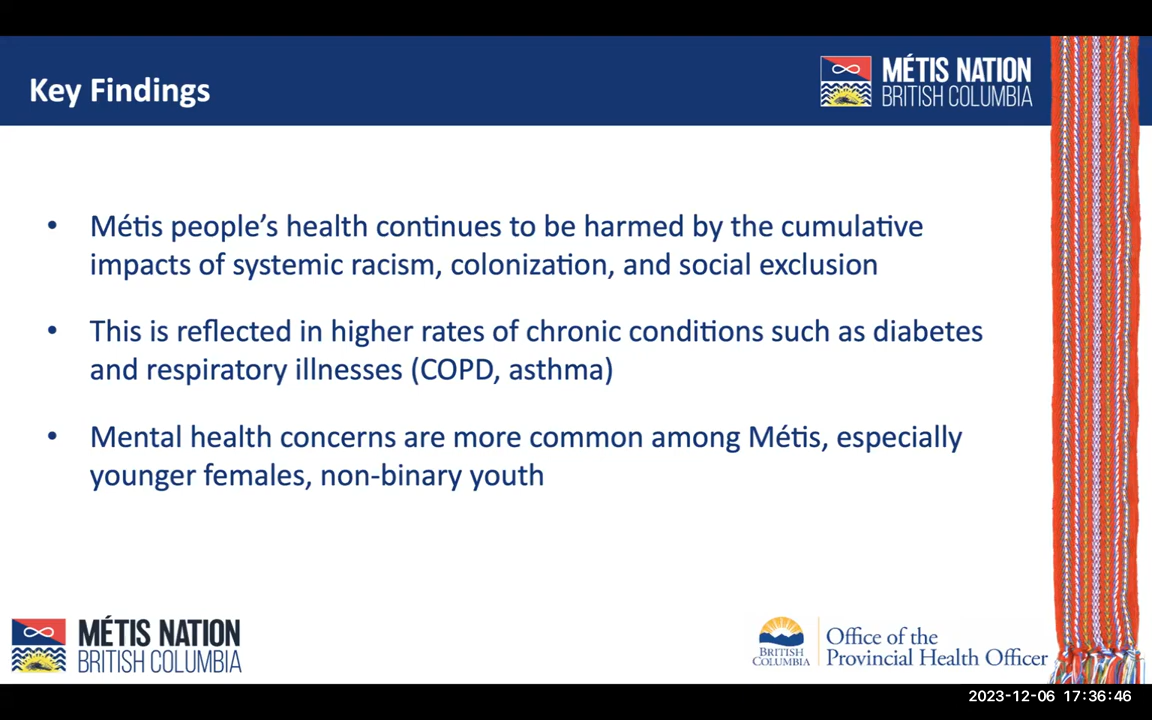 Key Findings
MÉTIS NATION
BRITISH COLUMBIA
• Métis people’s health continues to be harmed by the cumulative
impacts of systemic racism, colonization, and social exclusion
• This is reflected in higher rates of chronic conditions such as diabetes
and respiratory illnesses (COPD, asthma)
• Mental health concerns are more common among Métis, especially
younger females, non-binary youth
MÉTIS NATION
BRITISH COLUMBIA
BRITISH
COLUMBIA
Office of the
Provincial Health Officer
2023-12-06 17:36:46